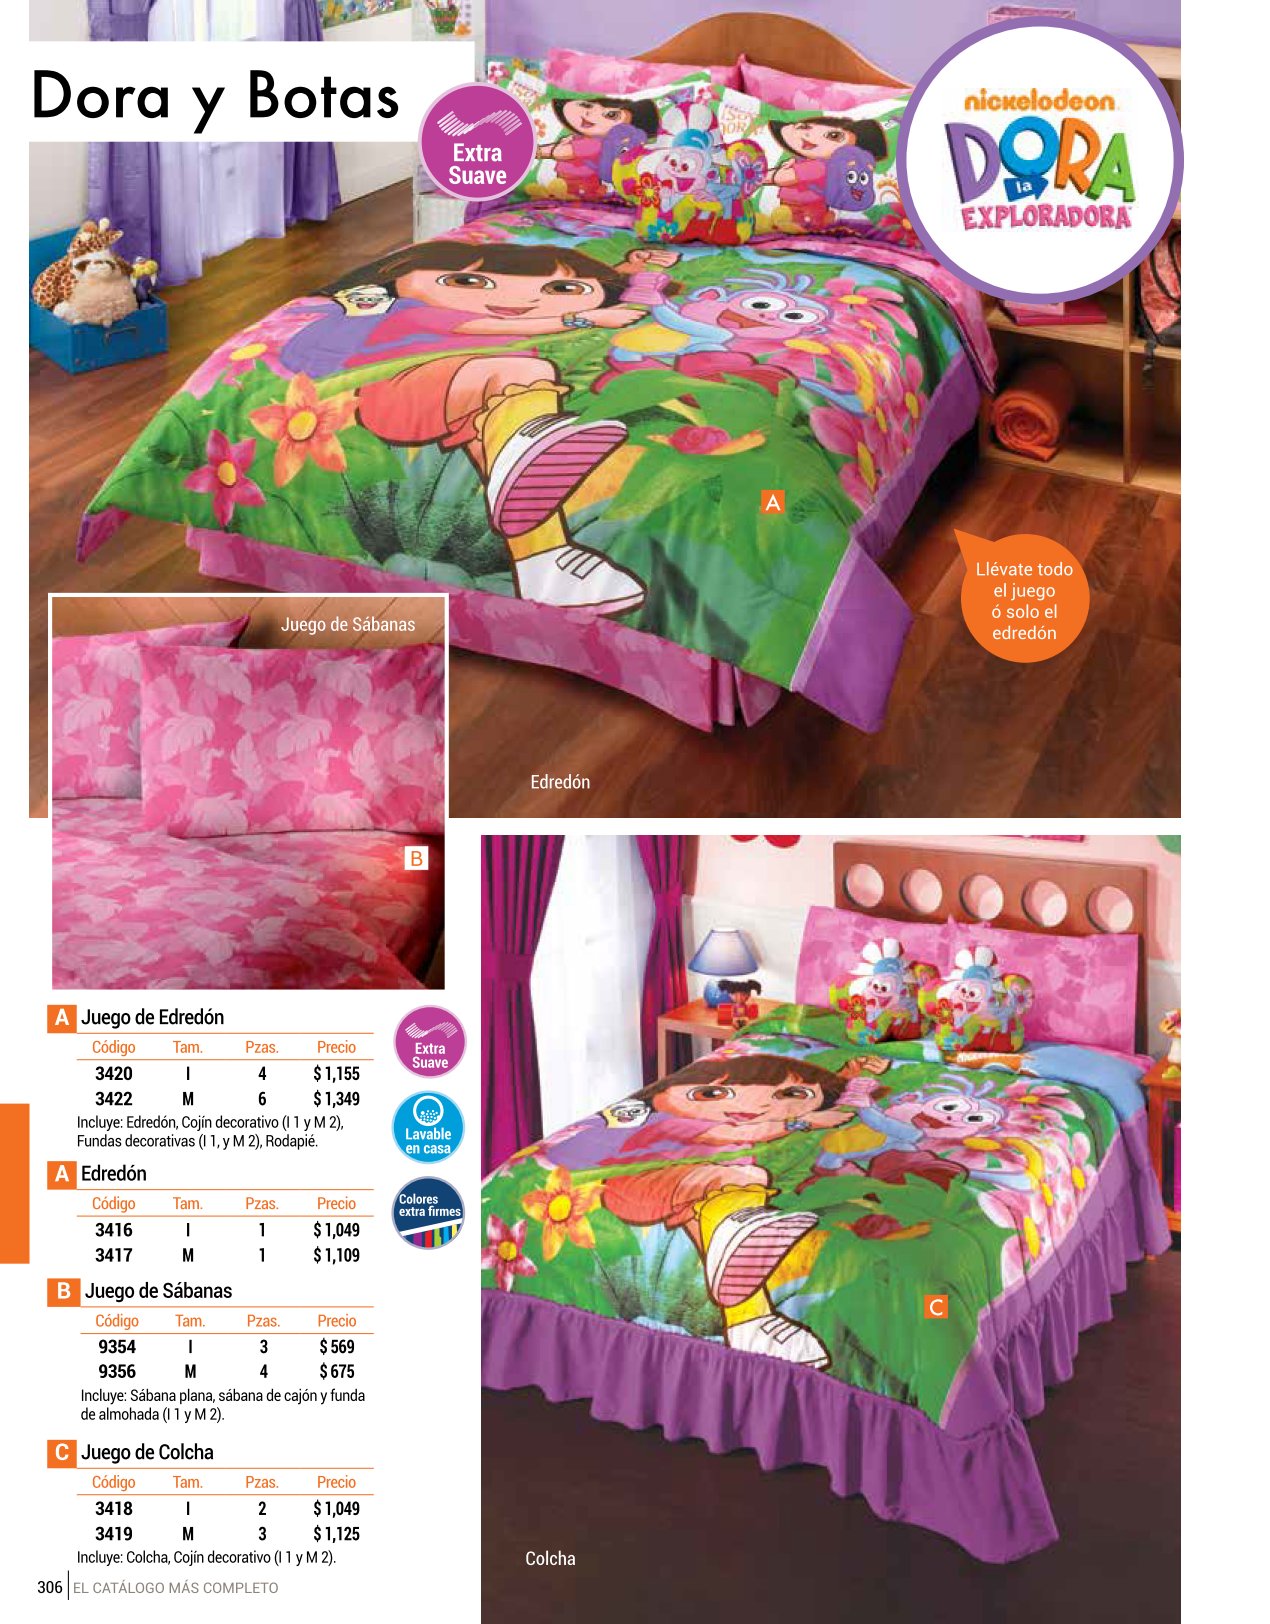 Dora y Botas
Extra
Suave
nickelodeon
DORA
la
EXPLORADORA
A
Llévate todo
el juego
ó solo el
edredón
Juego de Sábanas
Edredón
B
A Juego de Edredón
Código Tam. Pzas. Precio
3420 I 4 $ 1,155
3422 M 6 $ 1,349
Incluye: Edredón, Cojín decorativo (I 1 y M 2),
Fundas decorativas (I 1, y M 2), Rodapié.
A Edredón
Código Tam. Pzas. Precio
3416 I 1 $ 1,049
3417 M 1 $ 1,109
B Juego de Sábanas
Código Tam. Pzas. Precio
9354 I 3 $ 569
9356 M 4 $ 675
Incluye: Sábana plana, sábana de cajón y funda
de almohada (I 1 y M 2).
C Juego de Colcha
Código Tam. Pzas. Precio
3418 I 2 $ 1,049
3419 M 3 $ 1,125
Incluye: Colcha, Cojín decorativo (I 1 y M 2).
Extra
Suave
Lavable
en casa
Colores
extra firmes
C
Colcha
306 EL CATÁLOGO MÁS COMPLETO